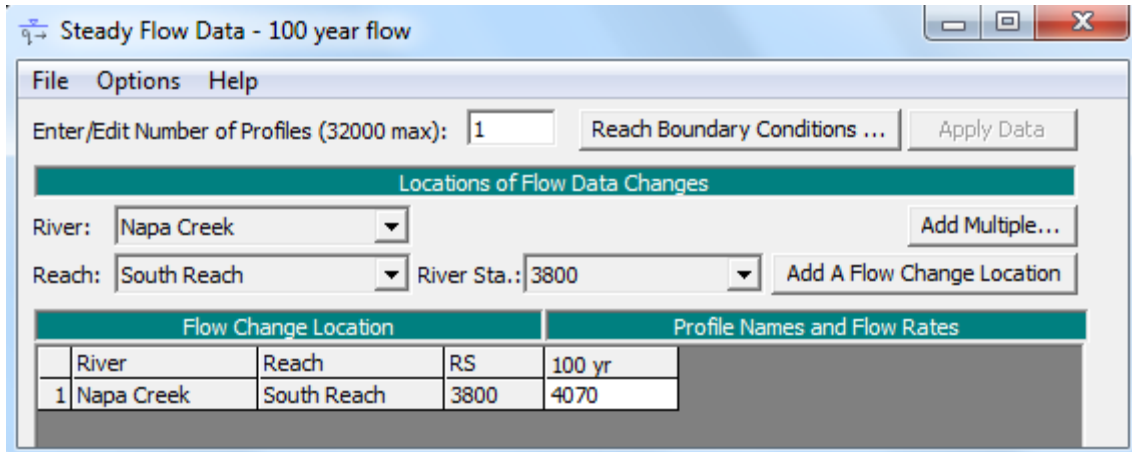 Steady Flow Data - 100 year flow
File Options Help
Enter/Edit Number of Profiles (32000 max): 1 Reach Boundary Conditions ... Apply Data
Locations of Flow Data Changes
River: Napa Creek Add Multiple...
Reach: South Reach River Sta.: 3800 Add A Flow Change Location
Flow Change Location Profile Names and Flow Rates
River Reach RS 100 yr
1 Napa Creek South Reach 3800 4070